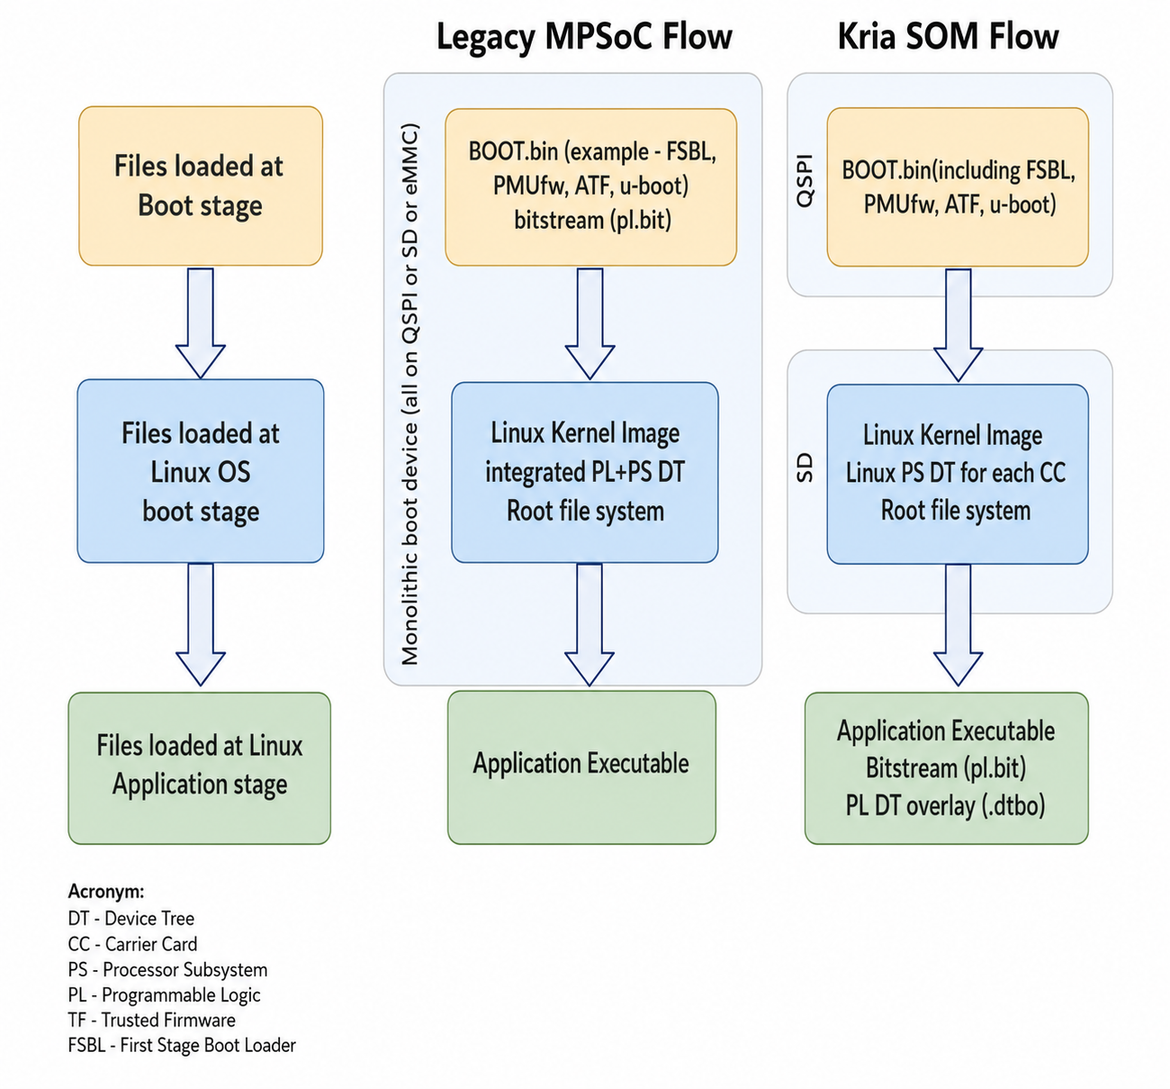 Legacy MPSoC Flow
Kria SOM Flow
Files loaded at
Boot stage
Monolithic boot device (all on QSPI or SD or eMMC)
BOOT.bin (example - FSBL,
PMUfw, ATF, u-boot)
bitstream (pl.bit)
QSPI
BOOT.bin(including FSBL,
PMUfw, ATF, u-boot)
Files loaded at
Linux OS
boot stage
Linux Kernel Image
integrated PL+PS DT
Root file system
SD
Linux Kernel Image
Linux PS DT for each CC
Root file system
Files loaded at Linux
Application stage
Application Executable
Application Executable
Bitstream (pl.bit)
PL DT overlay (.dtbo)
Acronym:
DT - Device Tree
CC - Carrier Card
PS - Processor Subsystem
PL - Programmable Logic
TF - Trusted Firmware
FSBL - First Stage Boot Loader